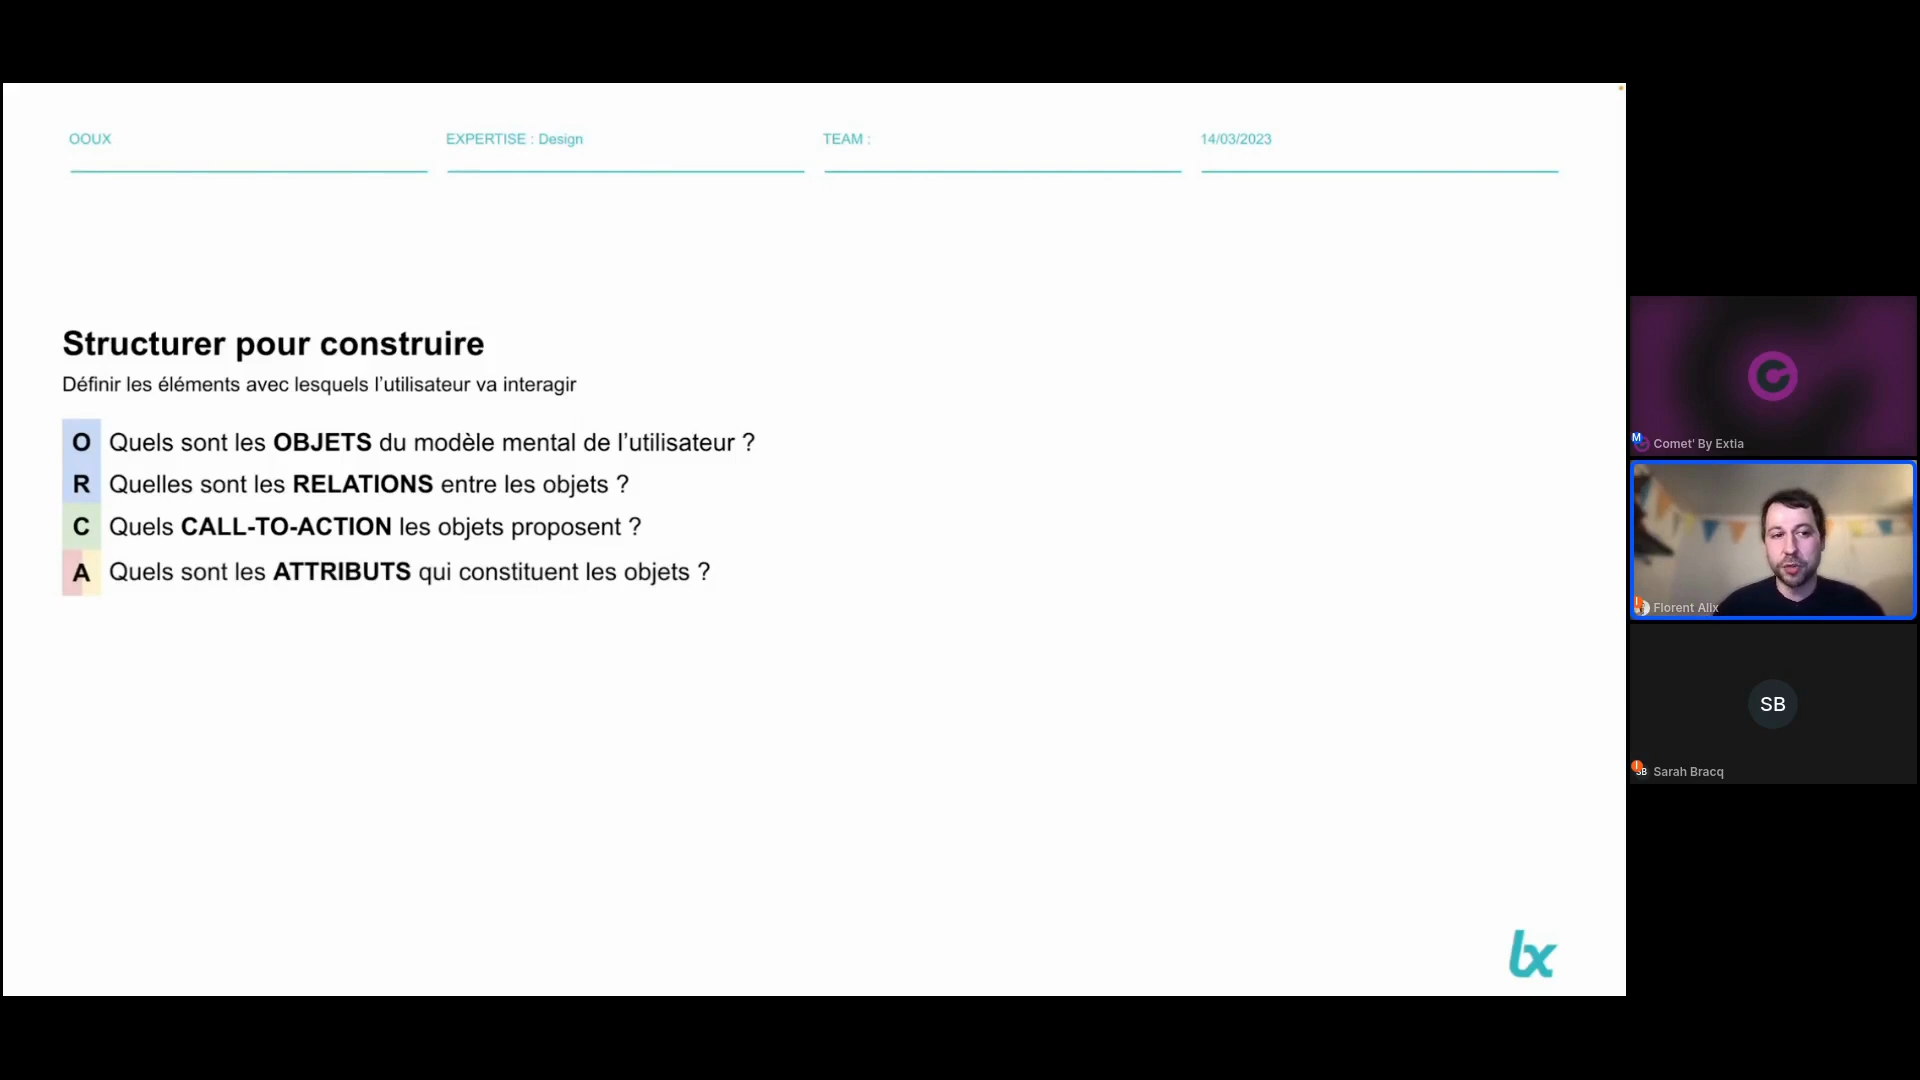 OOUX
EXPERTISE : Design
TEAM :
14/03/2023
Structurer pour construire
Définir les éléments avec lesquels l’utilisateur va interagir
O Quels sont les OBJETS du modèle mental de l’utilisateur ?
R Quelles sont les RELATIONS entre les objets ?
C Quels CALL-TO-ACTION les objets proposent ?
A Quels sont les ATTRIBUTS qui constituent les objets ?
lx
Comet' By Extia
Florent Alix
SB
SB Sarah Bracq